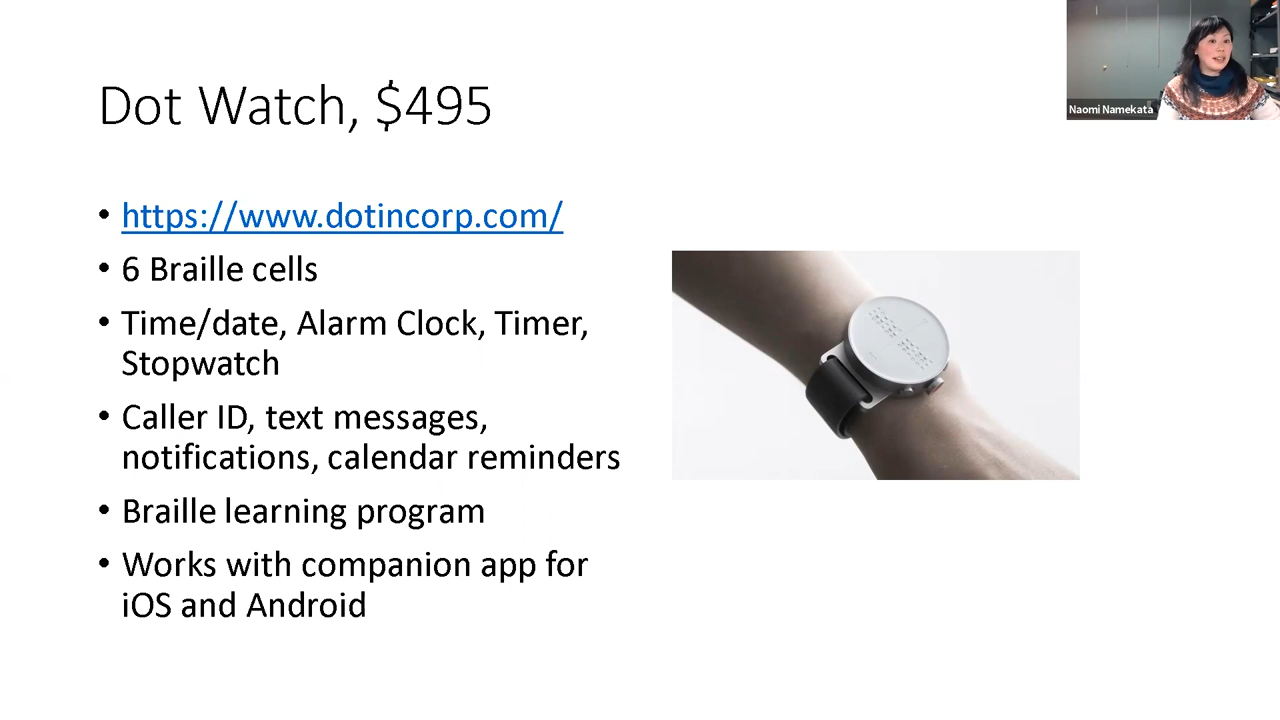 Dot Watch, $495
Naomi Namekata
• https://www.dotincorp.com/
• 6 Braille cells
• Time/date, Alarm Clock, Timer,
Stopwatch
• Caller ID, text messages,
notifications, calendar reminders
• Braille learning program
• Works with companion app for
iOS and Android